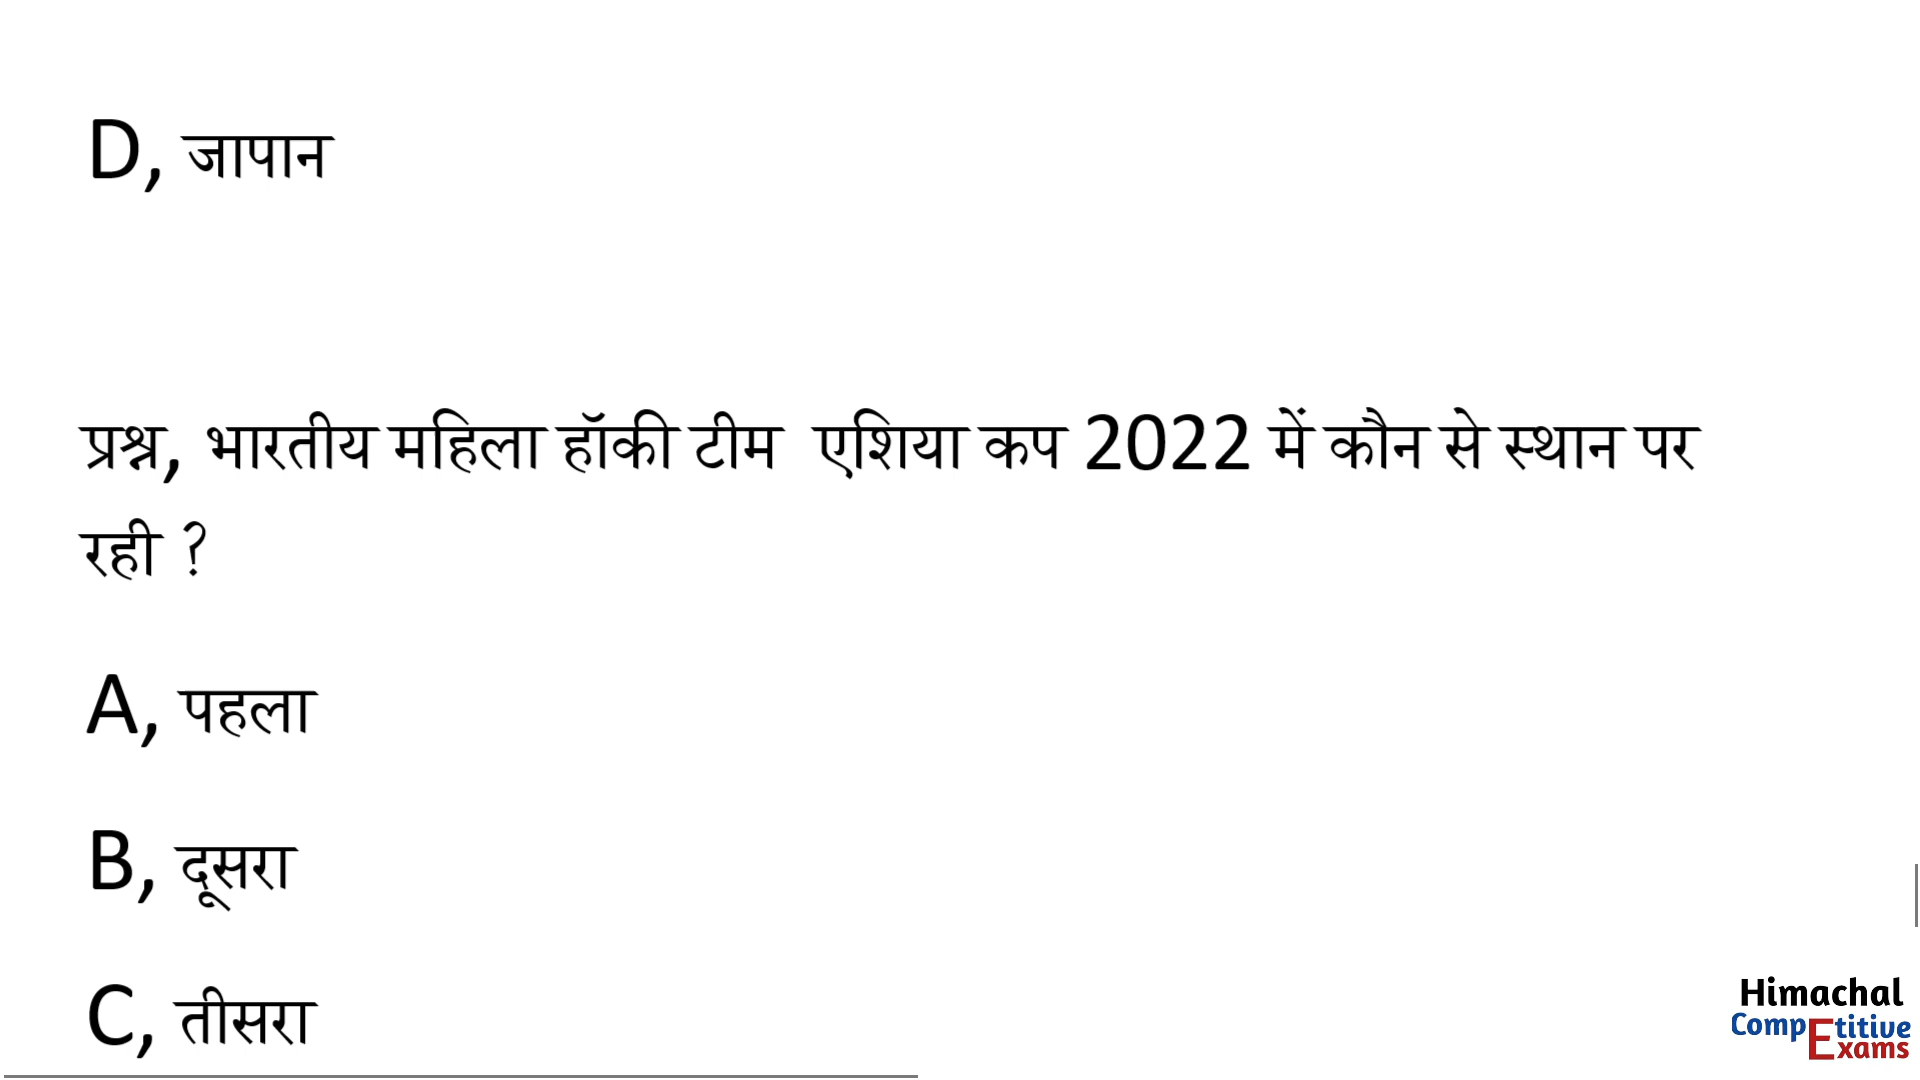 D, जापान
प्रश्न, भारतीय महिला हॉकी टीम एशिया कप 2022 में कौन से स्थान पर
रही ?
A, पहला
B, दूसरा
C, तीसरा
Himachal
CompEtitive
Exams